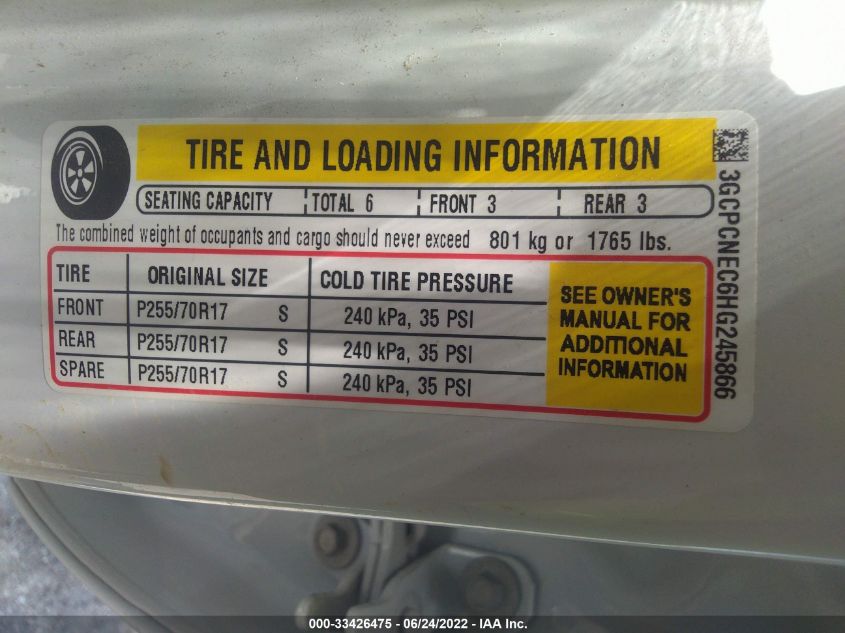 TIRE AND LOADING INFORMATION
SEATING CAPACITY TOTAL 6 FRONT 3 REAR 3
The combined weight of occupants and cargo should never exceed 801 kg or 1765 lbs.
TIRE ORIGINAL SIZE COLD TIRE PRESSURE
FRONT P255/70R17 S 240 kPa, 35 PSI
REAR P255/70R17 S 240 kPa, 35 PSI
SPARE P255/70R17 S 240 kPa, 35 PSI
SEE OWNER'S
MANUAL FOR
ADDITIONAL
INFORMATION
3GCPCNEC6HG245866
000-33426475 - 06/24/2022 - IAA Inc.